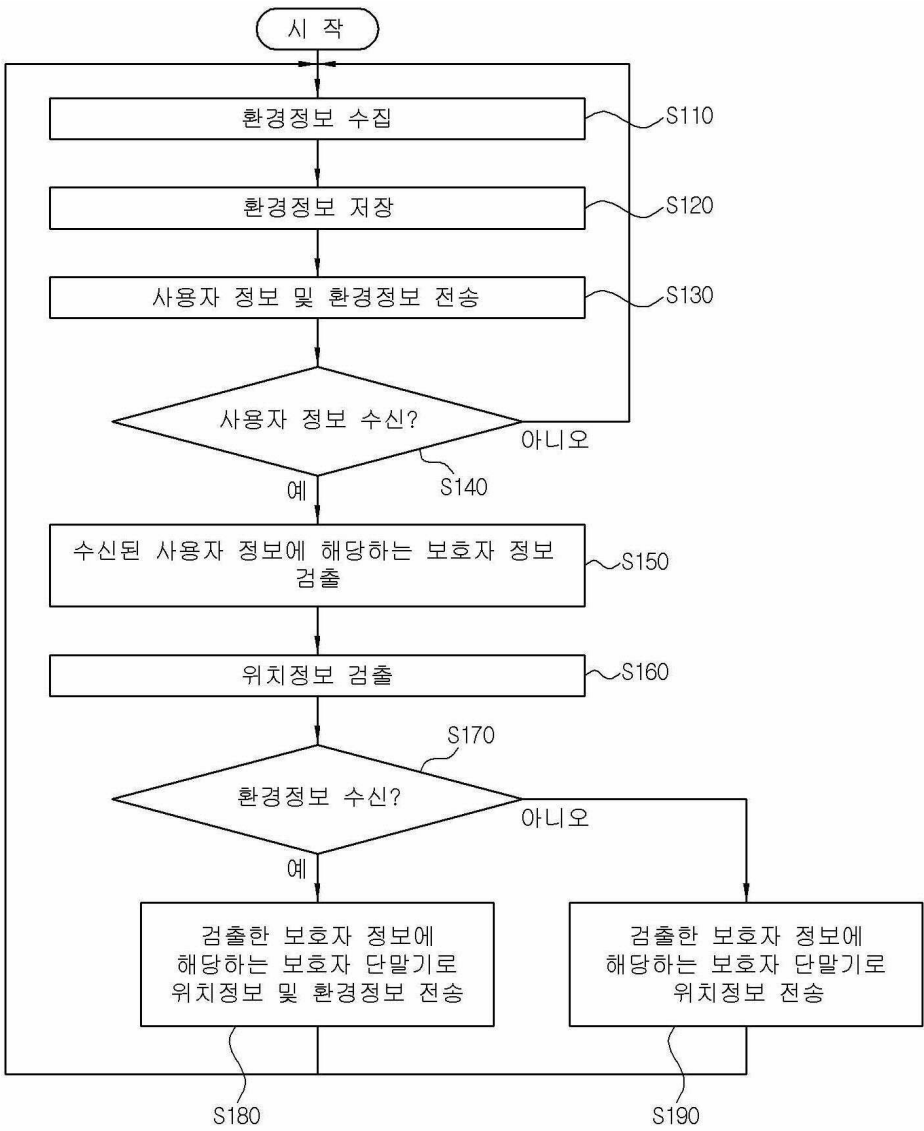 시 작
환경정보 수집
S110
환경정보 저장
S120
사용자 정보 및 환경정보 전송
S130
사용자 정보 수신?
아니오
S140
예
수신된 사용자 정보에 해당하는 보호자 정보
검출
S150
위치정보 검출
S160
S170
환경정보 수신?
아니오
예
검출한 보호자 정보에
해당하는 보호자 단말기로
위치정보 및 환경정보 전송
검출한 보호자 정보에
해당하는 보호자 단말기로
위치정보 전송
S180
S190